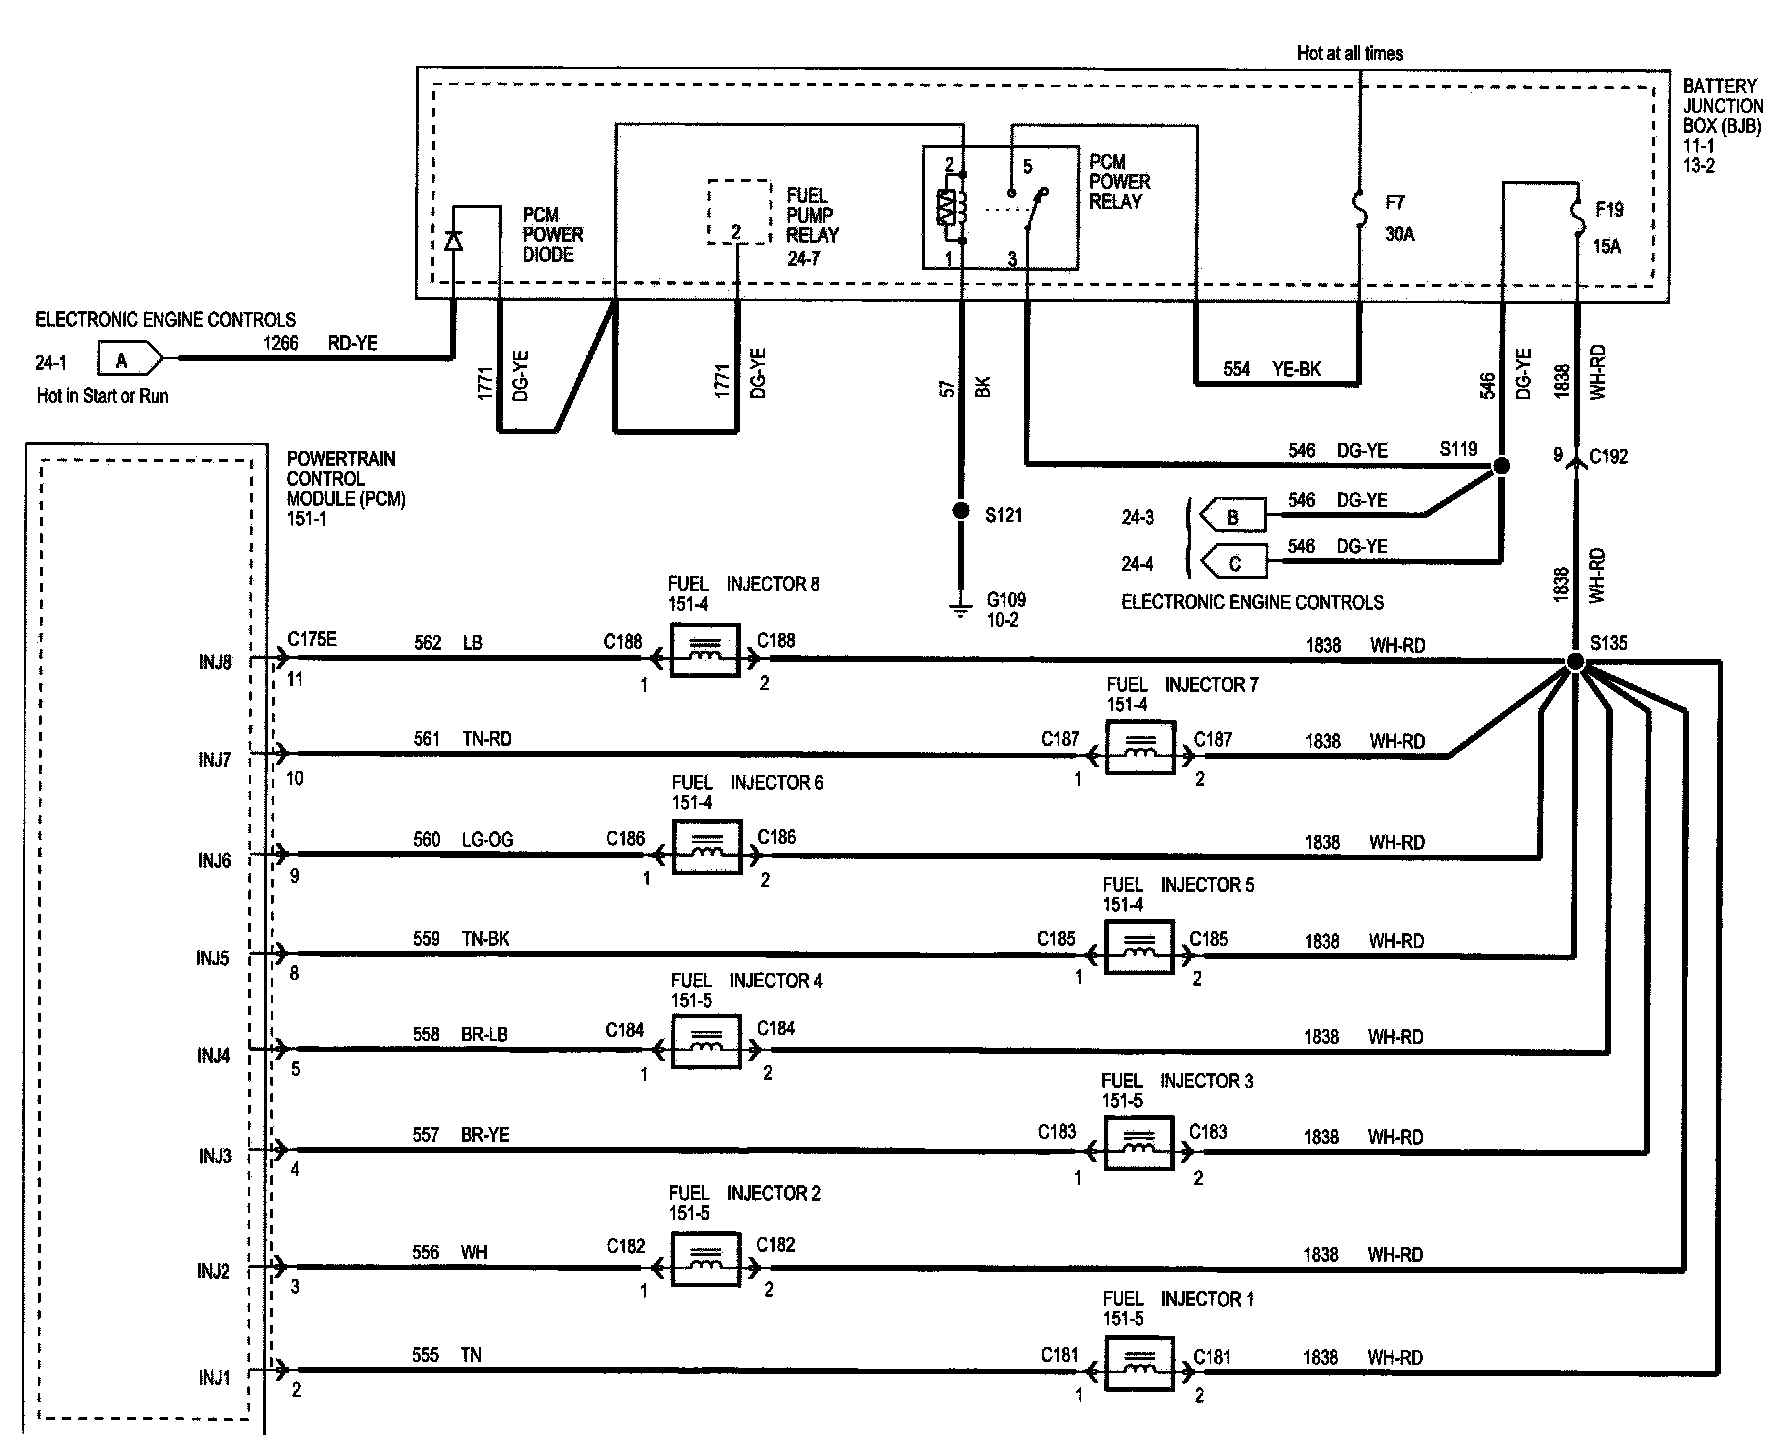 Hot at all times
BATTERY
JUNCTION
BOX (BJB)
11-1
13-2
PCM
POWER
DIODE
FUEL
PUMP
RELAY
24-7
2
2
5
1
3
PCM
POWER
RELAY
F7
30A
F19
15A
ELECTRONIC ENGINE CONTROLS
24-1
A
1266 RD-YE
Hot in Start or Run
1771
DG-YE
1771
DG-YE
57
BK
554 YE-BK
546
DG-YE
1838
WH-RD
546 DG-YE
S119
9
C192
24-3
B
546 DG-YE
24-4
C
546 DG-YE
ELECTRONIC ENGINE CONTROLS
S121
G109
10-2
1838
WH-RD
S135
POWERTRAIN
CONTROL
MODULE (PCM)
151-1
FUEL INJECTOR 8
151-4
INJ8
C175E
11
562 LB
C188
1
C188
2
1838 WH-RD
FUEL INJECTOR 7
151-4
INJ7
10
561 TN-RD
C187
1
C187
2
1838 WH-RD
FUEL INJECTOR 6
151-4
INJ6
9
560 LG-OG
C186
1
C186
2
1838 WH-RD
FUEL INJECTOR 5
151-4
INJ5
8
559 TN-BK
C185
1
C185
2
1838 WH-RD
FUEL INJECTOR 4
151-5
INJ4
5
558 BR-LB
C184
1
C184
2
1838 WH-RD
FUEL INJECTOR 3
151-5
INJ3
4
557 BR-YE
C183
1
C183
2
1838 WH-RD
FUEL INJECTOR 2
151-5
INJ2
3
556 WH
C182
1
C182
2
1838 WH-RD
FUEL INJECTOR 1
151-5
INJ1
2
555 TN
C181
1
C181
2
1838 WH-RD